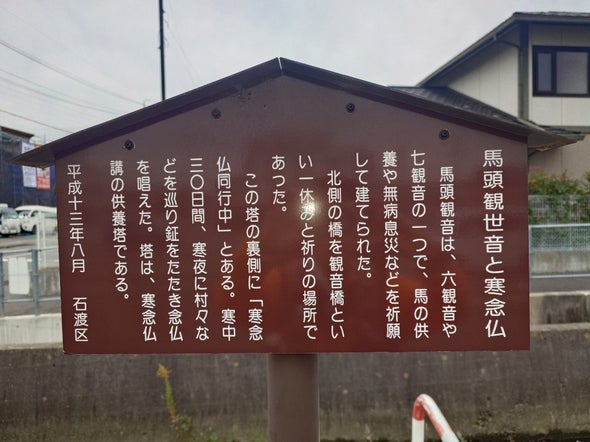 馬頭観世音と寒念仏
馬頭観音は、六観音や
七観音の一つで、馬の供
養や無病息災などを祈願
して建てられた。
北側の橋を観音橋とい
い一休みと祈りの場所で
あった。
この塔の裏側に「寒念
仏同行中」とある。寒中
三〇日間、寒夜に村々な
どを巡り鉦をたたき念仏
を唱えた。塔は、寒念仏
講の供養塔である。
平成十三年八月 石渡区